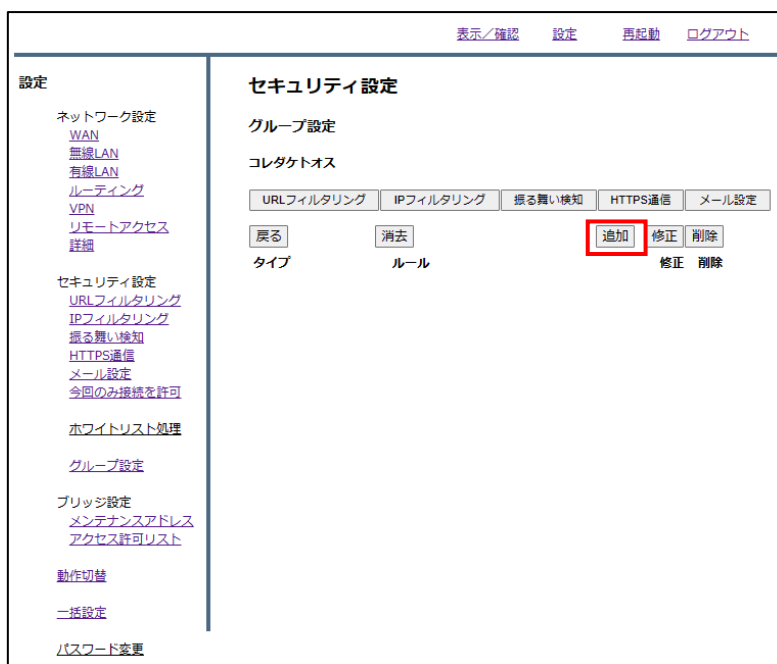 表示／確認 設定 再起動 ログアウト
設定
ネットワーク設定
WAN
無線LAN
有線LAN
ルーティング
VPN
リモートアクセス
詳細
セキュリティ設定
URLフィルタリング
IPフィルタリング
振る舞い検知
HTTPS通信
メール設定
今回のみ接続を許可
ホワイトリスト処理
グループ設定
ブリッジ設定
メンテナンスアドレス
アクセス許可リスト
動作切替
一括設定
パスワード変更
セキュリティ設定
グループ設定
コレダケトオス
URLフィルタリング IPフィルタリング 振る舞い検知 HTTPS通信 メール設定
戻る 消去 追加 修正 削除
タイプ ルール 修正 削除